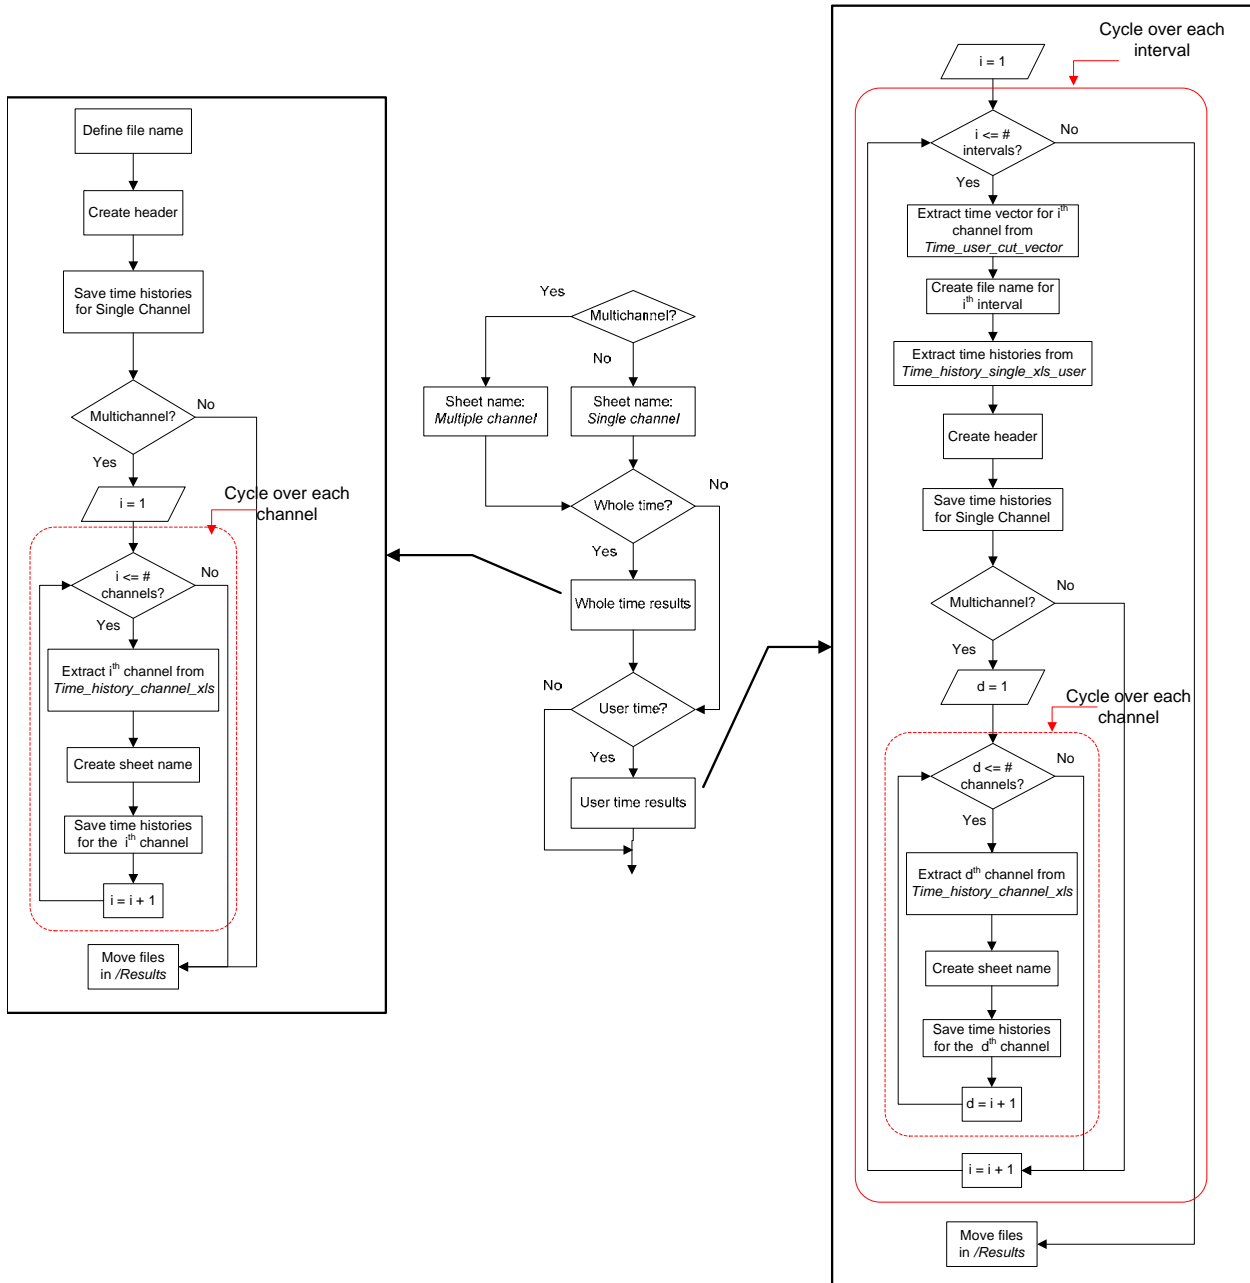 Define file name
Create header
Save time histories
for Single Channel
Multichannel?
No
Yes
i = 1
Cycle over each
channel
i <= #
channels?
No
Yes
Extract ith channel from
Time_history_channel_xls
Create sheet name
Save time histories
for the ith channel
i = i + 1
Move files
in /Results
Yes
Multichannel?
No
Sheet name:
Multiple channel
Sheet name:
Single channel
Whole time?
No
Yes
Whole time results
No
User time?
Yes
User time results
Cycle over each
interval
i = 1
i <= #
intervals?
No
Yes
Extract time vector for ith
channel from
Time_user_cut_vector
Create file name for
ith interval
Extract time histories from
Time_history_single_xls_user
Create header
Save time histories
for Single Channel
Multichannel?
No
Yes
d = 1
Cycle over each
channel
d <= #
channels?
No
Yes
Extract dth channel from
Time_history_channel_xls
Create sheet name
Save time histories
for the dth channel
d = i + 1
i = i + 1
Move files
in /Results